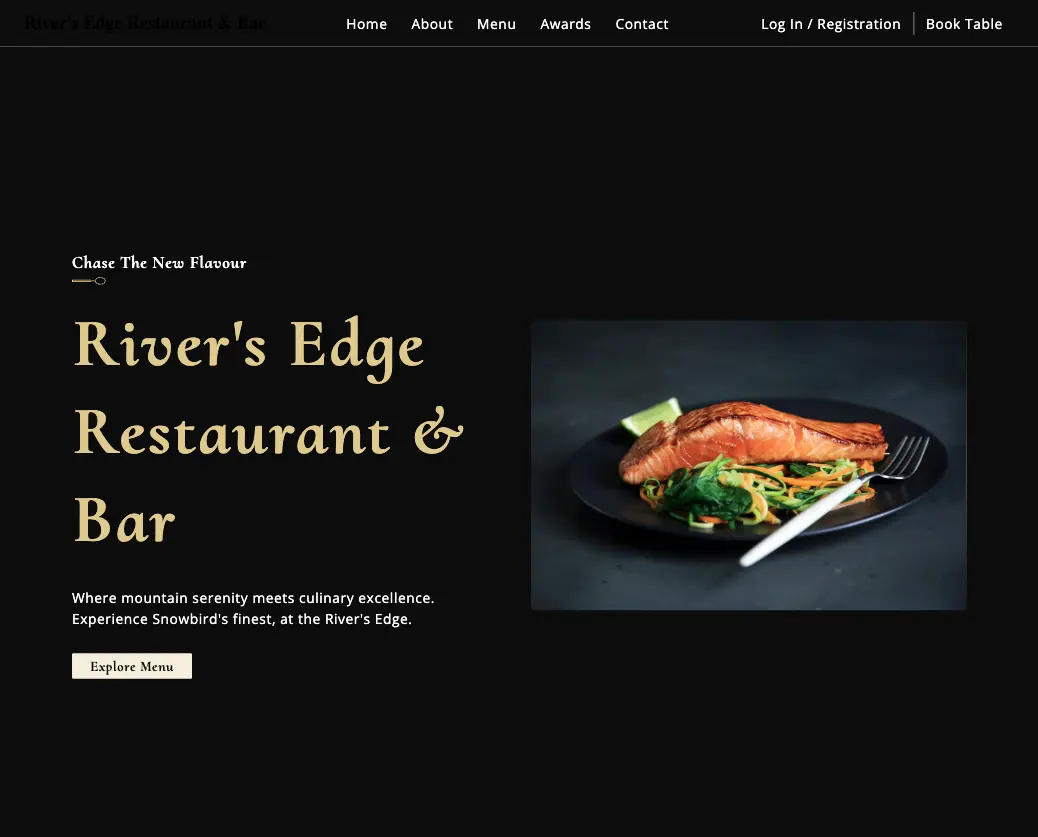 River's Edge Restaurant & Bar
Home About Menu Awards Contact Log In / Registration Book Table
Chase The New Flavour
River's Edge
Restaurant &
Bar
Where mountain serenity meets culinary excellence.
Experience Snowbird's finest, at the River's Edge.
Explore Menu